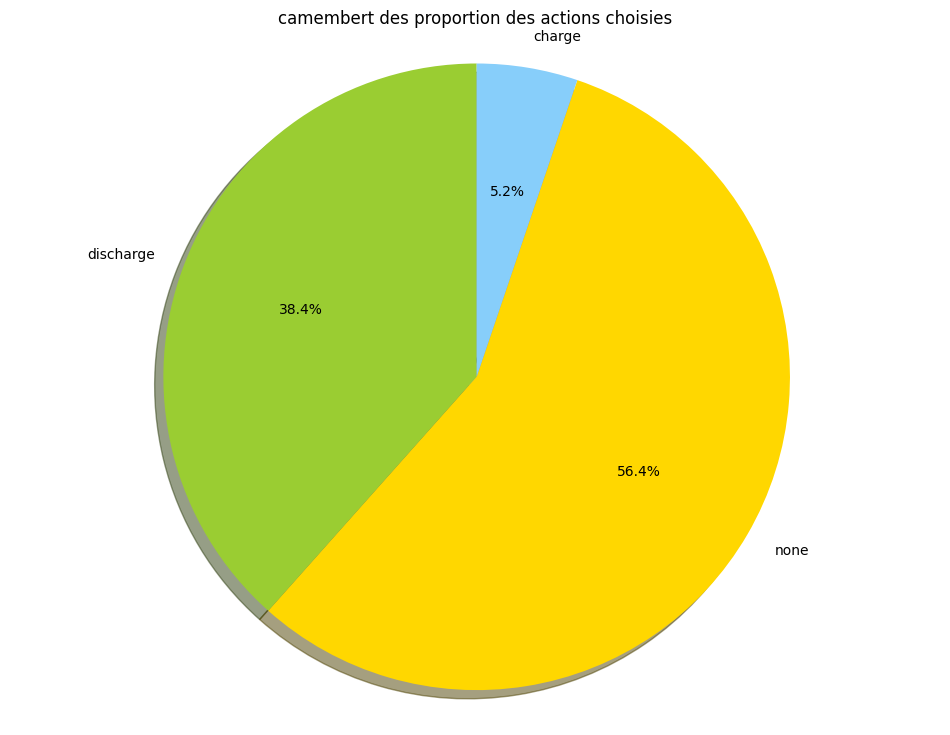 camembert des proportion des actions choisies
charge
5.2%
discharge
38.4%
56.4%
none